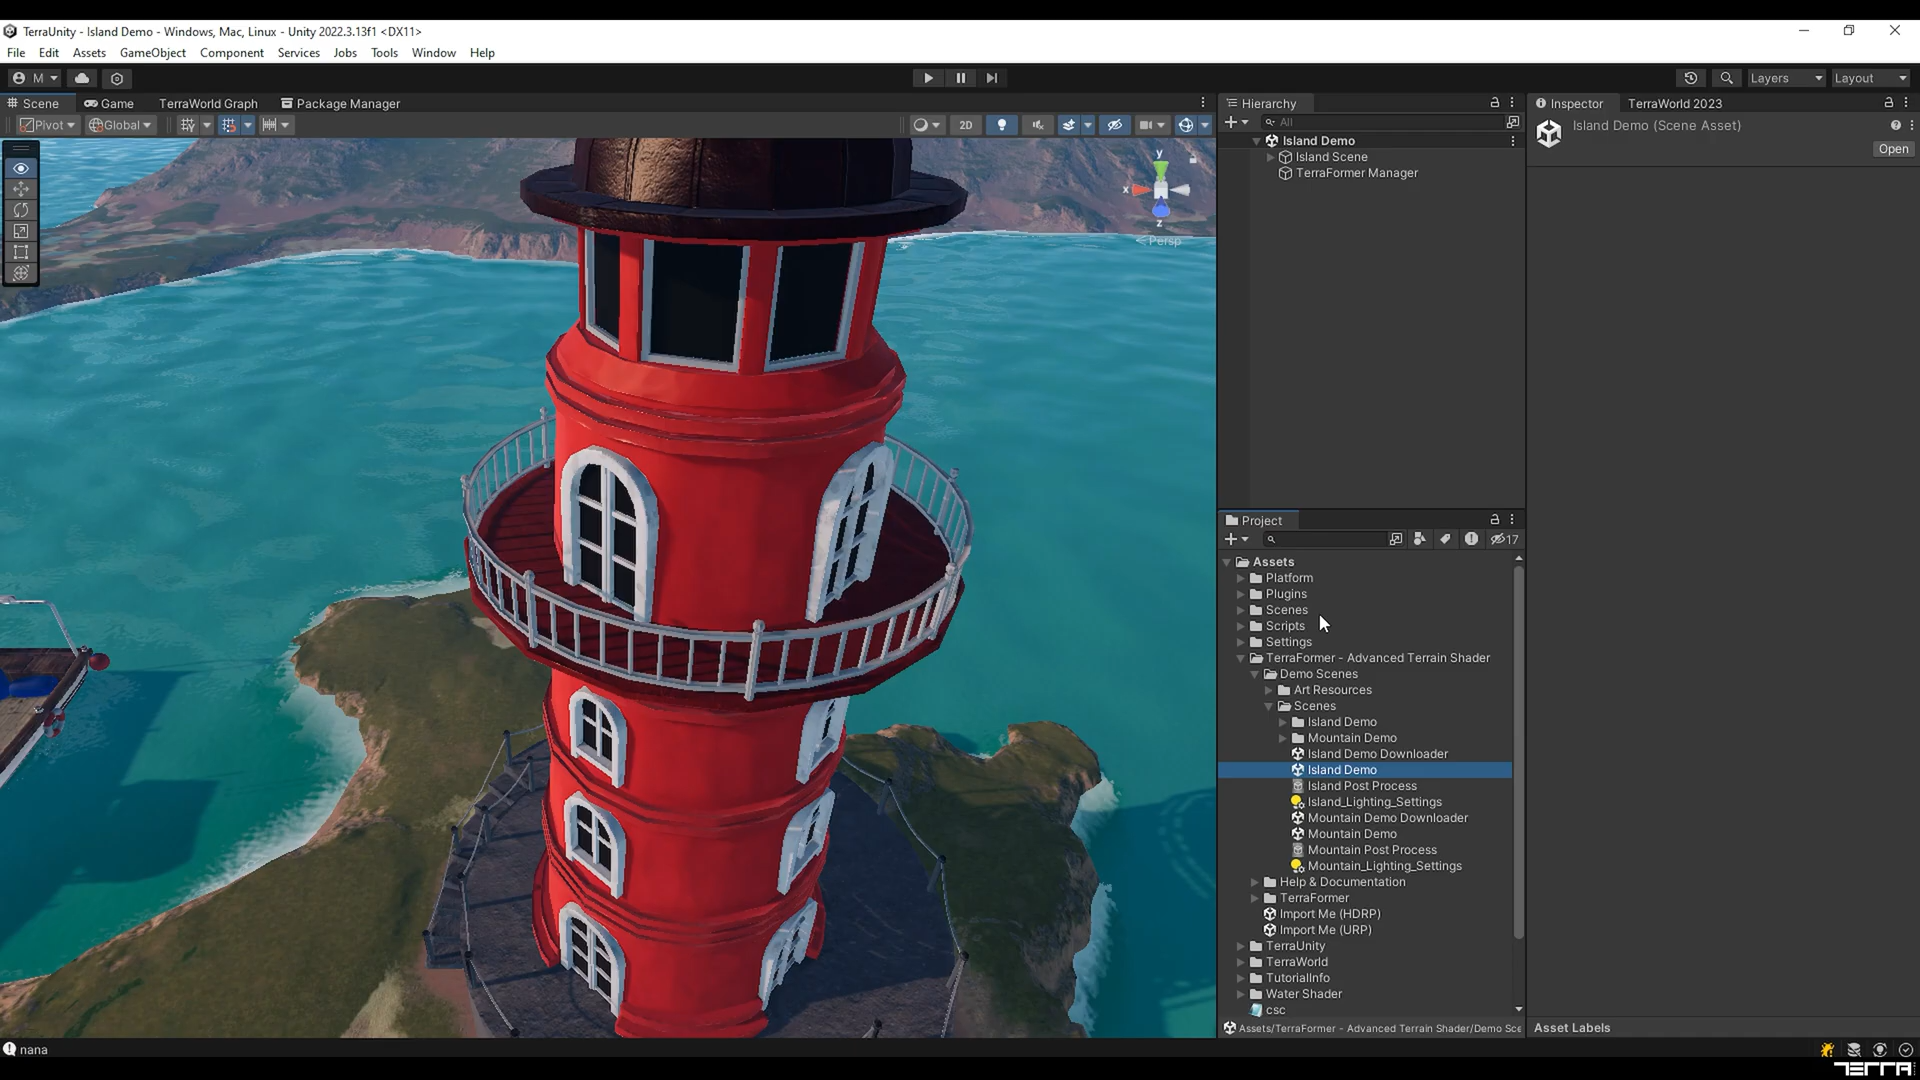 TerraUnity - Island Demo - Windows, Mac, Linux - Unity 2022.3.13f1 <DX11>
File Edit Assets GameObject Component Services Jobs Tools Window Help
M
Layers Layout
Scene Game TerraWorld Graph Package Manager
Pivot Global 2D
y
x
z
Persp
Hierarchy
All
Island Demo
Island Scene
TerraFormer Manager
Inspector TerraWorld 2023
Island Demo (Scene Asset)
Open
Project
17
Assets
Platform
Plugins
Scenes
Scripts
Settings
TerraFormer - Advanced Terrain Shader
Demo Scenes
Art Resources
Scenes
Island Demo
Mountain Demo
Island Demo Downloader
Island Demo
Island Post Process
Island_Lighting_Settings
Mountain Demo Downloader
Mountain Demo
Mountain Post Process
Mountain_Lighting_Settings
Help & Documentation
TerraFormer
Import Me (HDRP)
Import Me (URP)
TerraUnity
TerraWorld
TutorialInfo
Water Shader
csc
Assets/TerraFormer - Advanced Terrain Shader/Demo Sce
Asset Labels
nana
TERRA